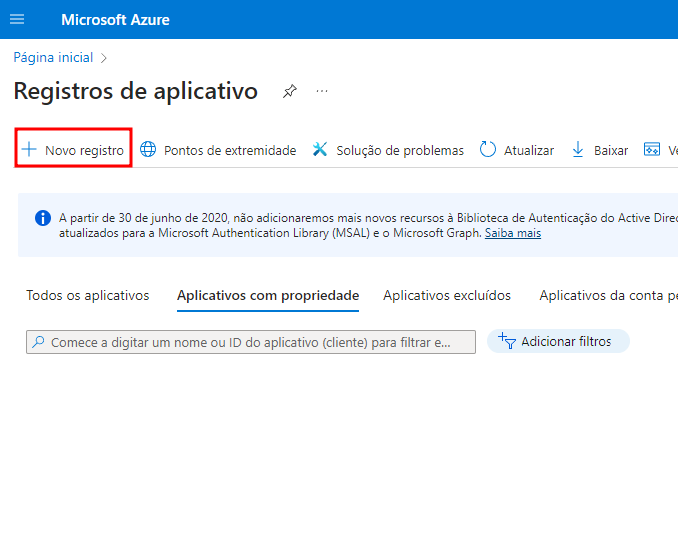 Microsoft Azure
Página inicial
Registros de aplicativo
Novo registro Pontos de extremidade Solução de problemas Atualizar Baixar
A partir de 30 de junho de 2020, não adicionaremos mais novos recursos à Biblioteca de Autenticação do Active
atualizados para a Microsoft Authentication Library (MSAL) e o Microsoft Graph. Saiba mais
Todos os aplicativos Aplicativos com propriedade Aplicativos excluídos Aplicativos da conta
Comece a digitar um nome ou ID do aplicativo (cliente) para filtrar e... Adicionar filtros